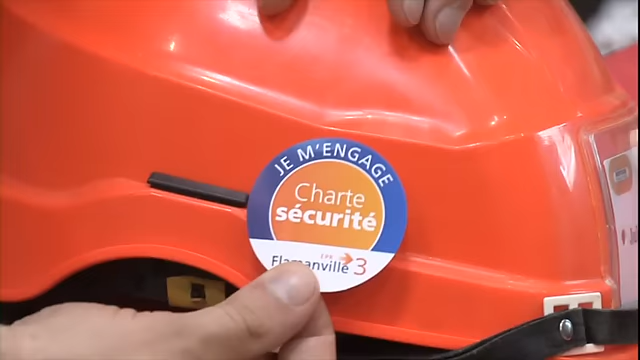 JE M'ENGAGE
Charte
sécurité
EPR
Flamanville 3